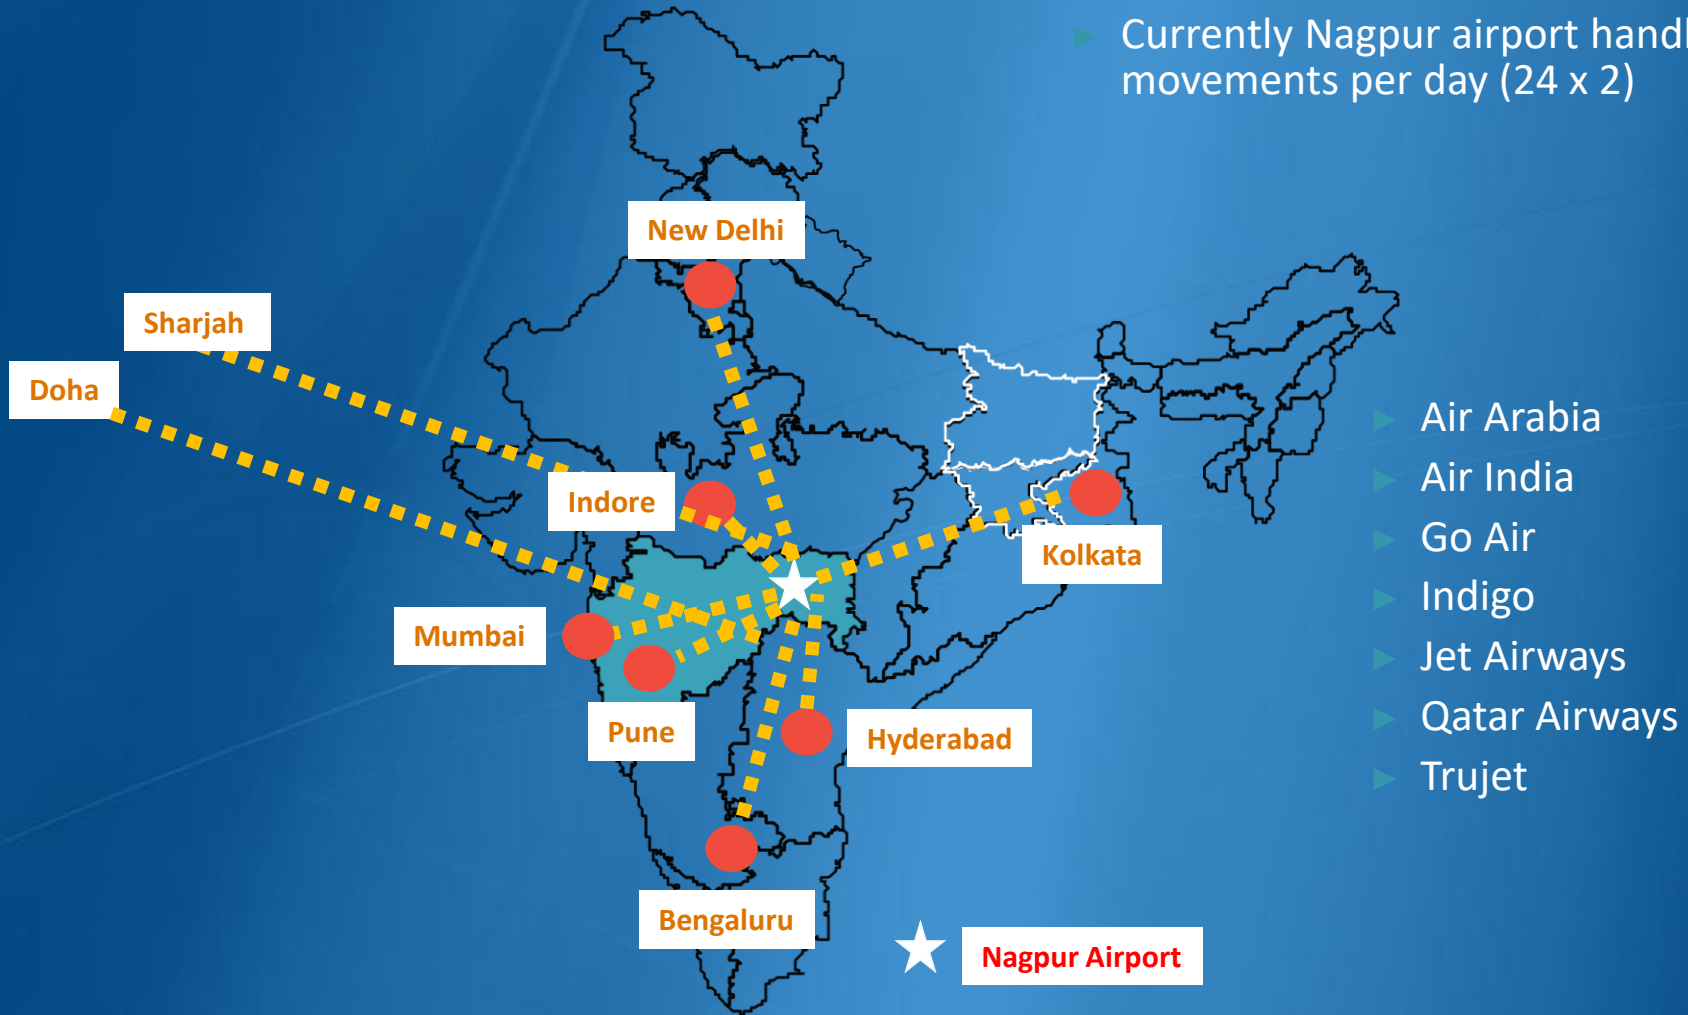 Currently Nagpur airport
movements per day (24 x 2)
New Delhi
Sharjah
Doha
Indore
Kolkata
Mumbai
Pune
Hyderabad
Bengaluru
Nagpur Airport
Air Arabia
Air India
Go Air
Indigo
Jet Airways
Qatar Airways
Trujet